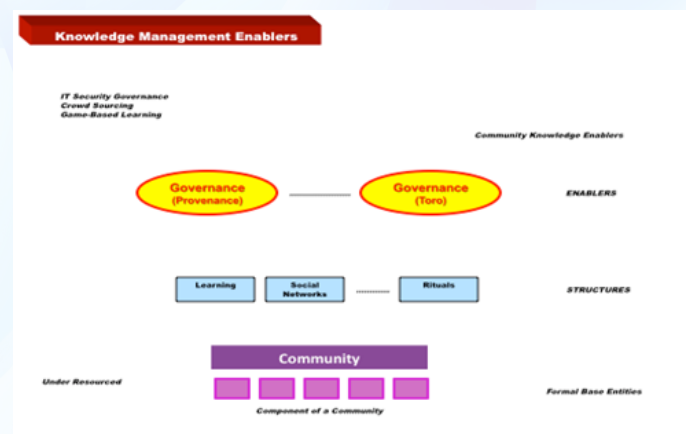 Knowledge Management Enablers
IT Security Governance
Crowd Sourcing
Game-Based Learning
Community Knowledge Enablers
Governance
(Provenance)
Governance
(Toro)
ENABLERS
Learning
Social
Networks
Rituals
STRUCTURES
Community
Under Resourced
Formal Base Entities
Component of a Community